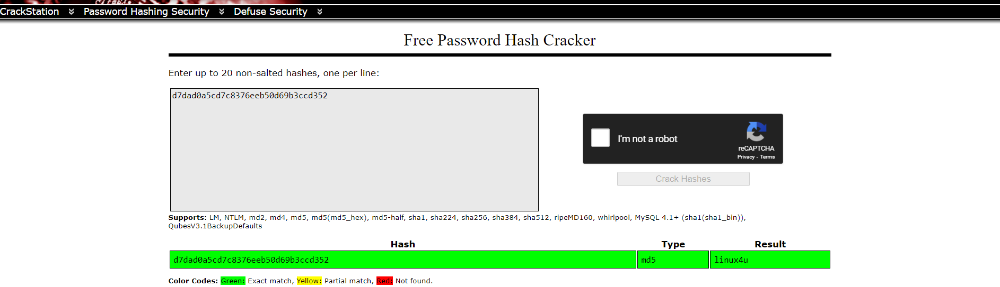 CrackStation Password Hashing Security Defuse Security
Free Password Hash Cracker
Enter up to 20 non-salted hashes, one per line:
d7dad0a5cd7c8376eeb50d69b3ccd352
I'm not a robot
reCAPTCHA
Privacy - Terms
Crack Hashes
Supports: LM, NTLM, md2, md4, md5, md5(md5_hex), md5-half, sha1, sha224, sha256, sha384, sha512, ripeMD160, whirlpool, MySQL 4.1+ (sha1(sha1_bin)),
QubesV3.1BackupDefaults
Hash Type Result
d7dad0a5cd7c8376eeb50d69b3ccd352 md5 linux4u
Color Codes: Green: Exact match, Yellow: Partial match, Red: Not found.